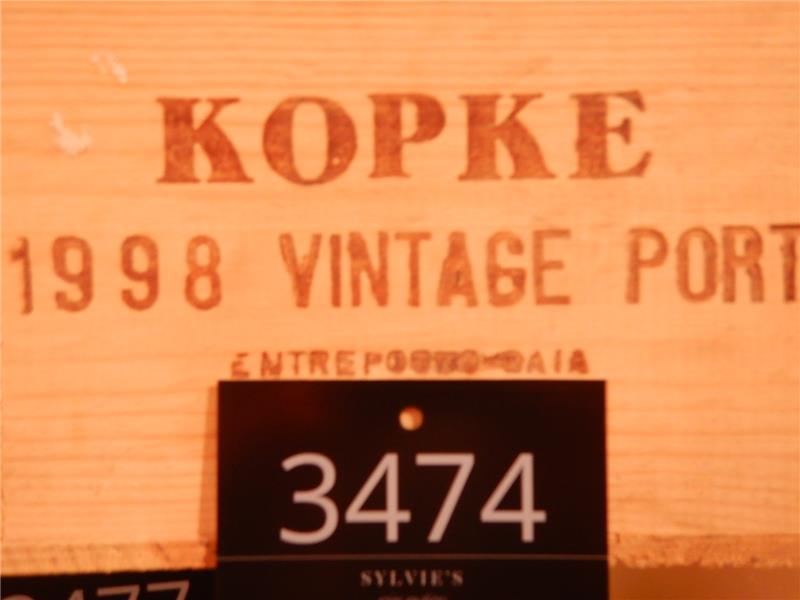 KOPKE
1998 VINTAGE PORT
3474
SYLVIE'S